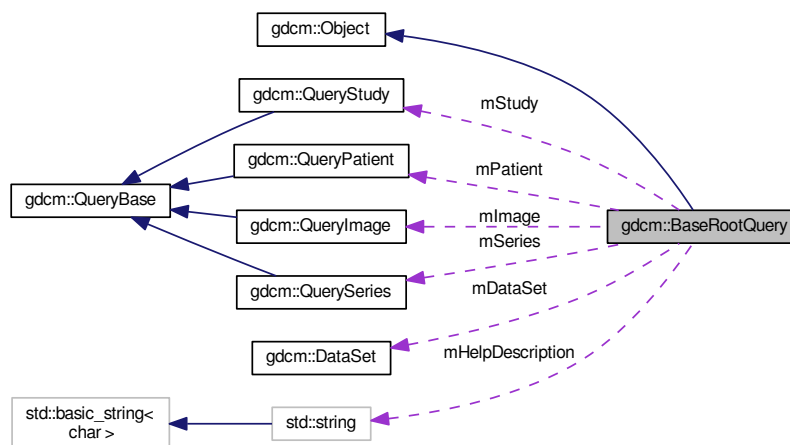 gdcm::Object
gdcm::QueryStudy
mStudy
gdcm::QueryPatient
mPatient
gdcm::QueryBase
gdcm::QueryImage
mImage
gdcm::BaseRootQuery
mSeries
gdcm::QuerySeries
mDataSet
gdcm::DataSet
mHelpDescription
std::basic_string<
char >
std::string